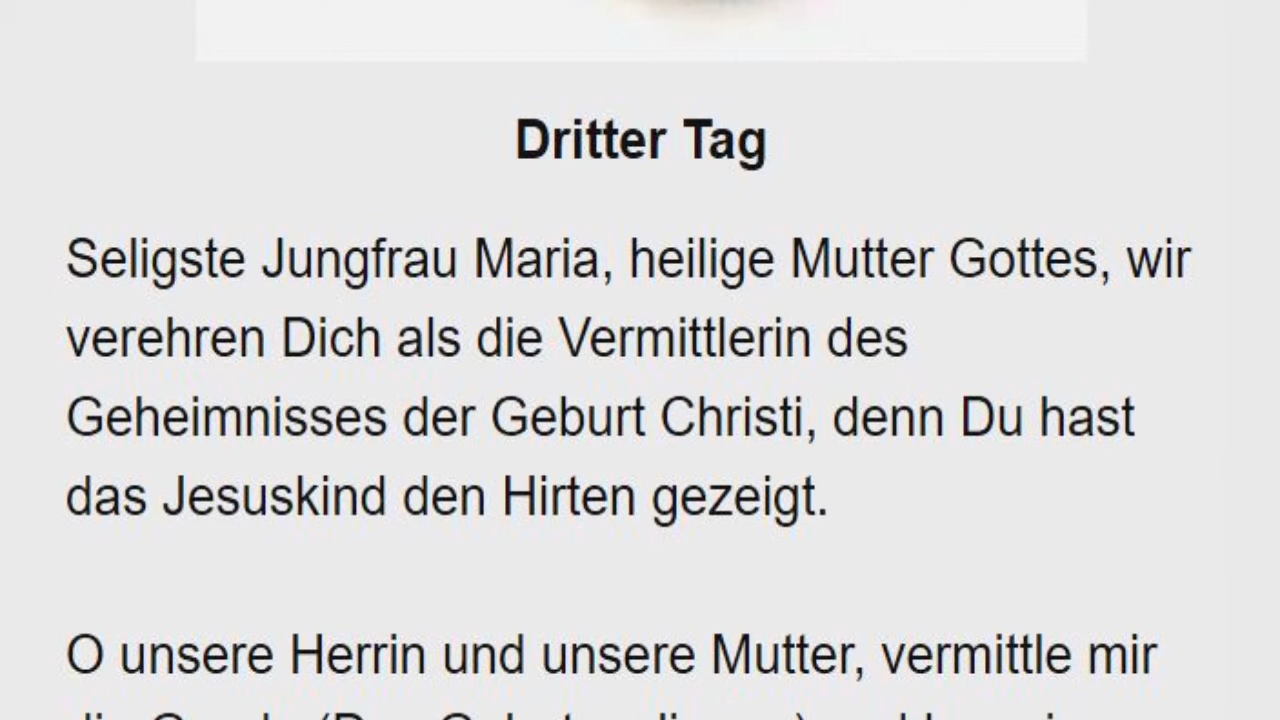 Dritter Tag
Seligste Jungfrau Maria, heilige Mutter Gottes, wir
verehren Dich als die Vermittlerin des
Geheimnisses der Geburt Christi, denn Du hast
das Jesuskind den Hirten gezeigt.
O unsere Herrin und unsere Mutter, vermittle mir